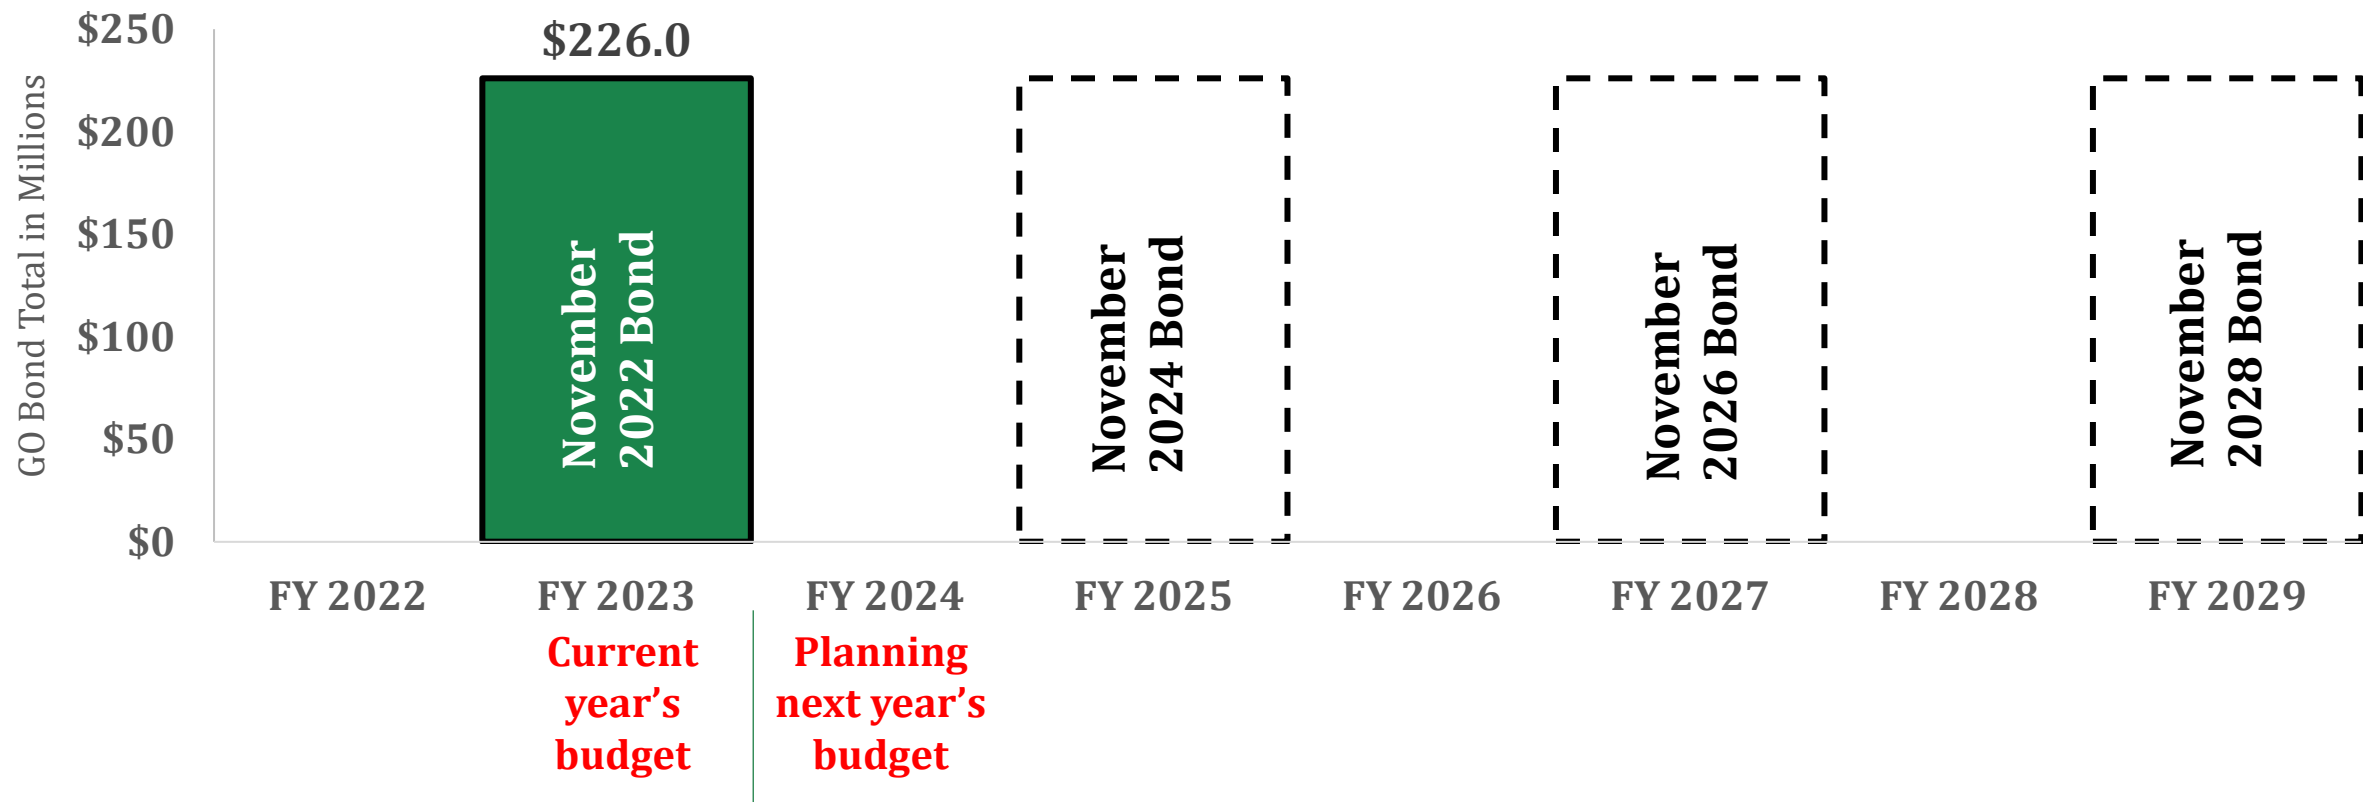 GO Bond Total in Millions
$250
$200
$150
$100
$50
$0
$226.0
November
2022 Bond
November
2024 Bond
November
2026 Bond
November
2028 Bond
FY 2022
FY 2023
FY 2024
FY 2025
FY 2026
FY 2027
FY 2028
FY 2029
Current
year’s
budget
Planning
next year’s
budget